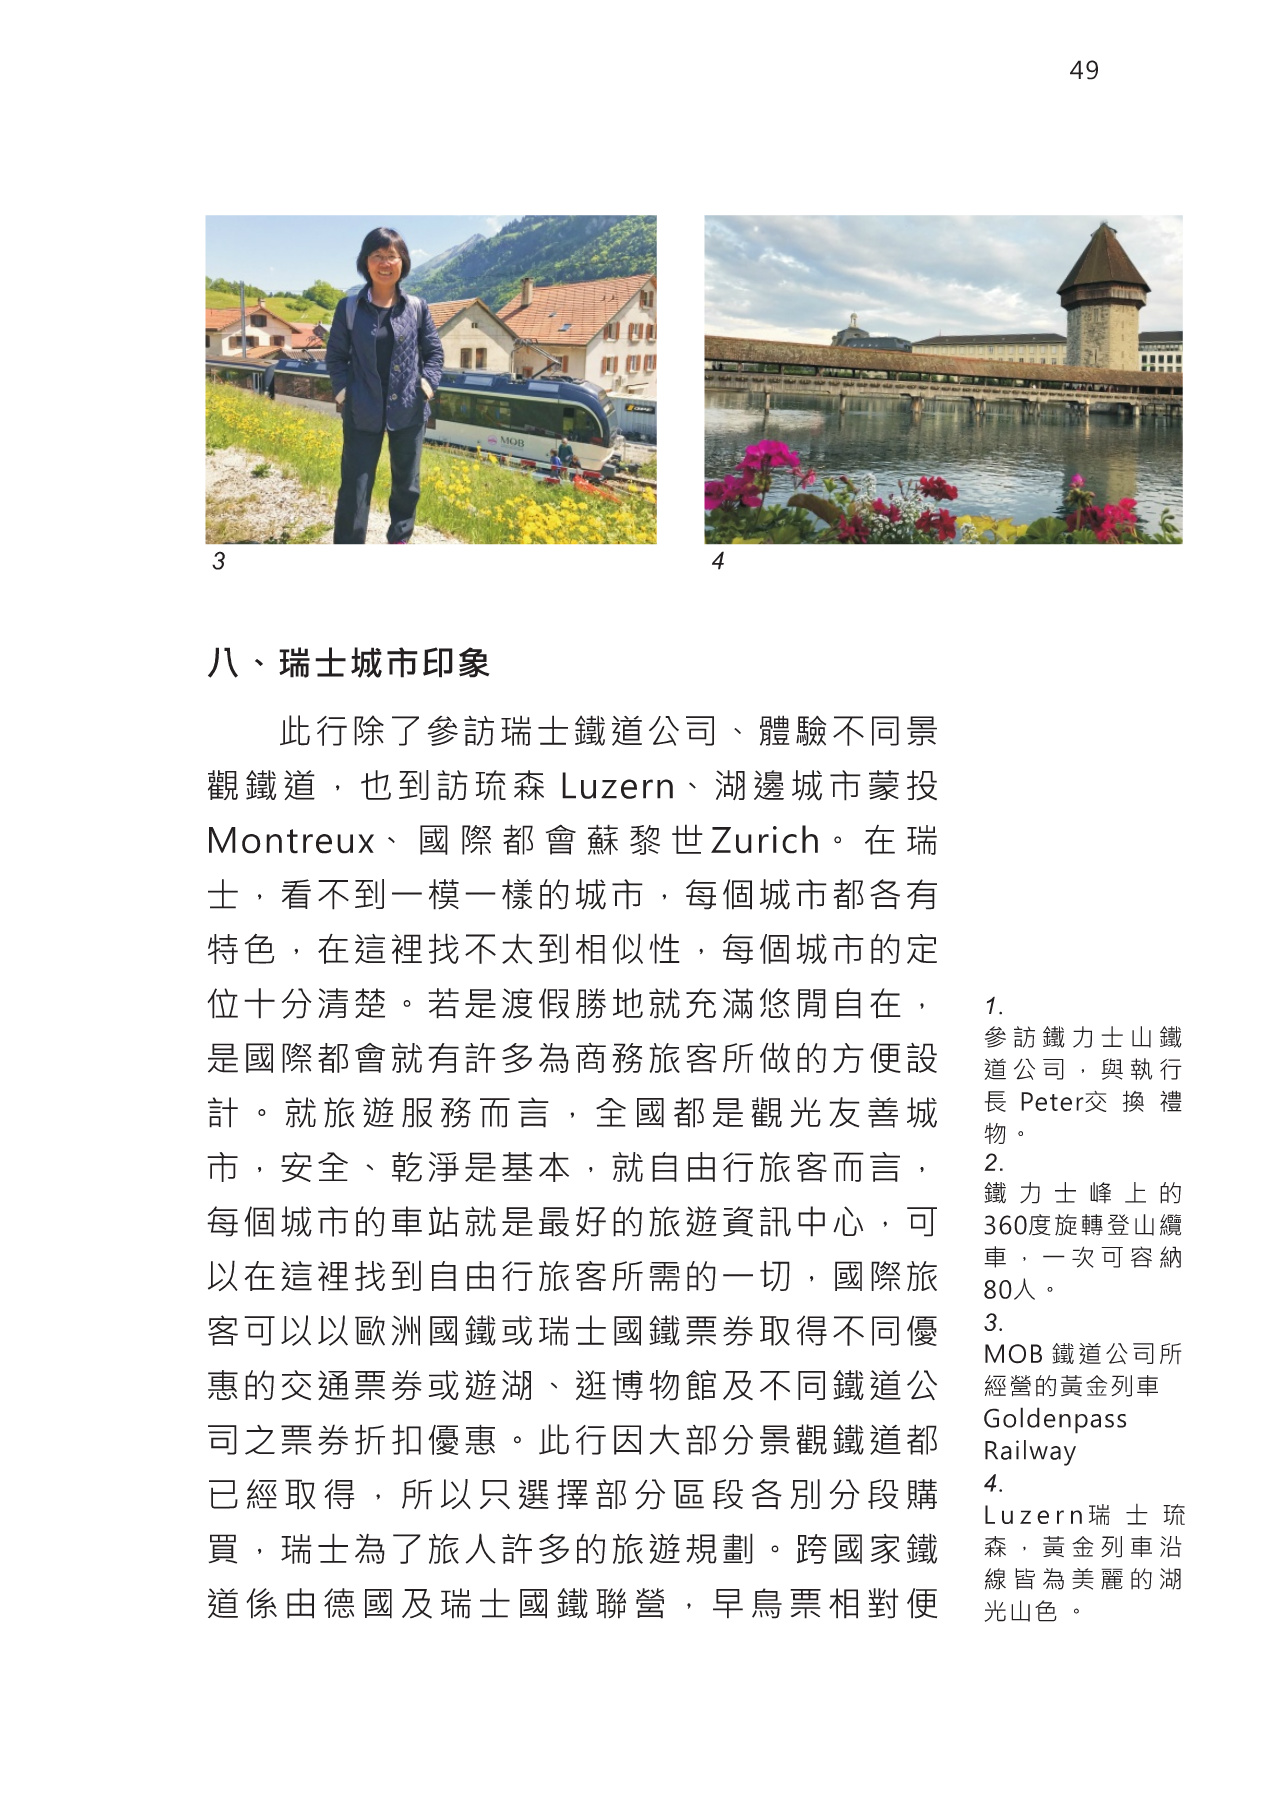 49
MOB
3
4
八、瑞士城市印象
此行除了參訪瑞士鐵道公司、體驗不同景
觀鐵道，也到訪琉森 Luzern、湖邊城市蒙投
Montreux、國際都會蘇黎世Zurich。在瑞
士，看不到一模一樣的城市，每個城市都各有
特色，在這裡找不太到相似性，每個城市的定
位十分清楚。若是渡假勝地就充滿悠閒自在，
是國際都會就有許多為商務旅客所做的方便設
計。就旅遊服務而言，全國都是觀光友善城
市，安全、乾淨是基本，就自由行旅客而言，
每個城市的車站就是最好的旅遊資訊中心，可
以在這裡找到自由行旅客所需的一切，國際旅
客可以以歐洲國鐵或瑞士國鐵票券取得不同優
惠的交通票券或遊湖、逛博物館及不同鐵道公
司之票券折扣優惠。此行因大部分景觀鐵道都
已經取得，所以只選擇部分區段各別分段購
買，瑞士為了旅人許多的旅遊規劃。跨國家鐵
道係由德國及瑞士國鐵聯營，早鳥票相對便
1.
參訪鐵力士山鐵
道公司，與執行
長 Peter交換禮
物。
2.
鐵力士峰上的
360度旋轉登山纜
車，一次可容納
80人。
3.
MOB 鐵道公司所
經營的黃金列車
Goldenpass
Railway
4.
Luzern瑞士琉
森，黃金列車沿
線皆為美麗的湖
光山色。